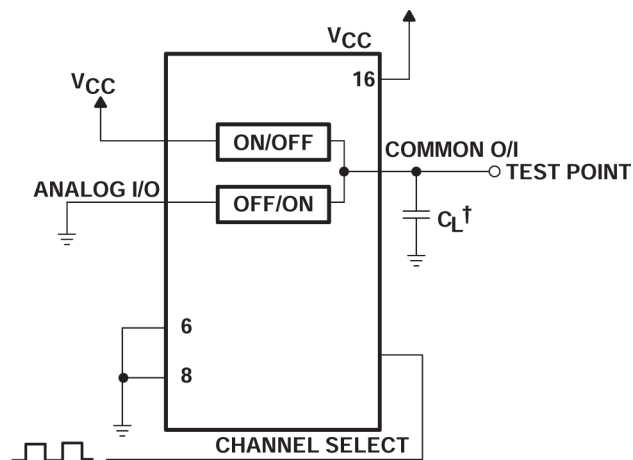 VCC
16
VCC
ON/OFF
COMMON O/I
TEST POINT
ANALOG I/O
OFF/ON
CL†
6
8
CHANNEL SELECT